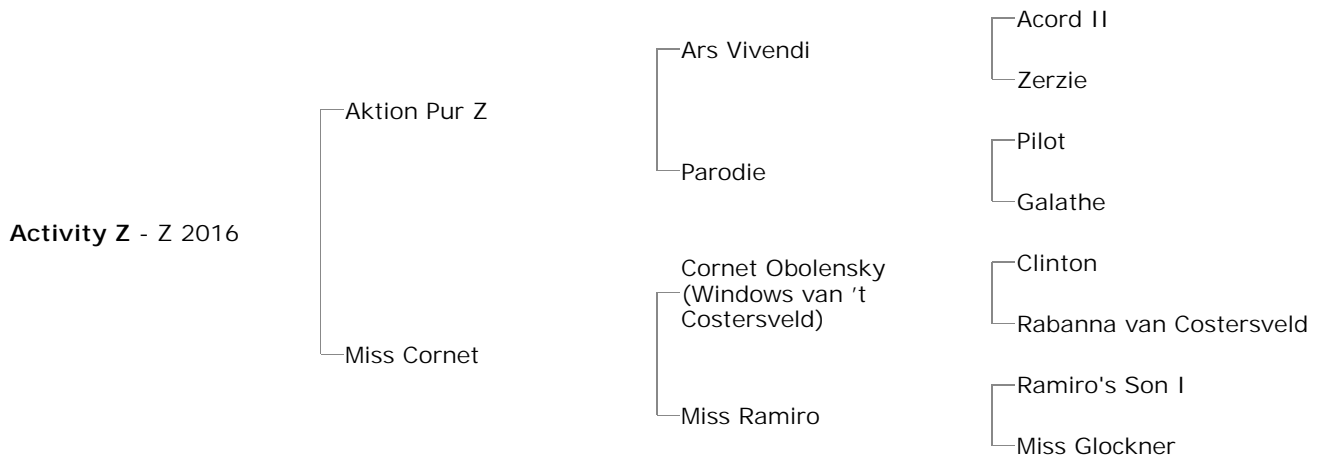 Acord II
Ars Vivendi
Zerzie
Aktion Pur Z
Pilot
Parodie
Galathe
Activity Z - Z 2016
Clinton
Cornet Obolensky
(Windows van 't
Costersveld)
Rabanna van Costersveld
Miss Cornet
Ramiro's Son I
Miss Ramiro
Miss Glockner